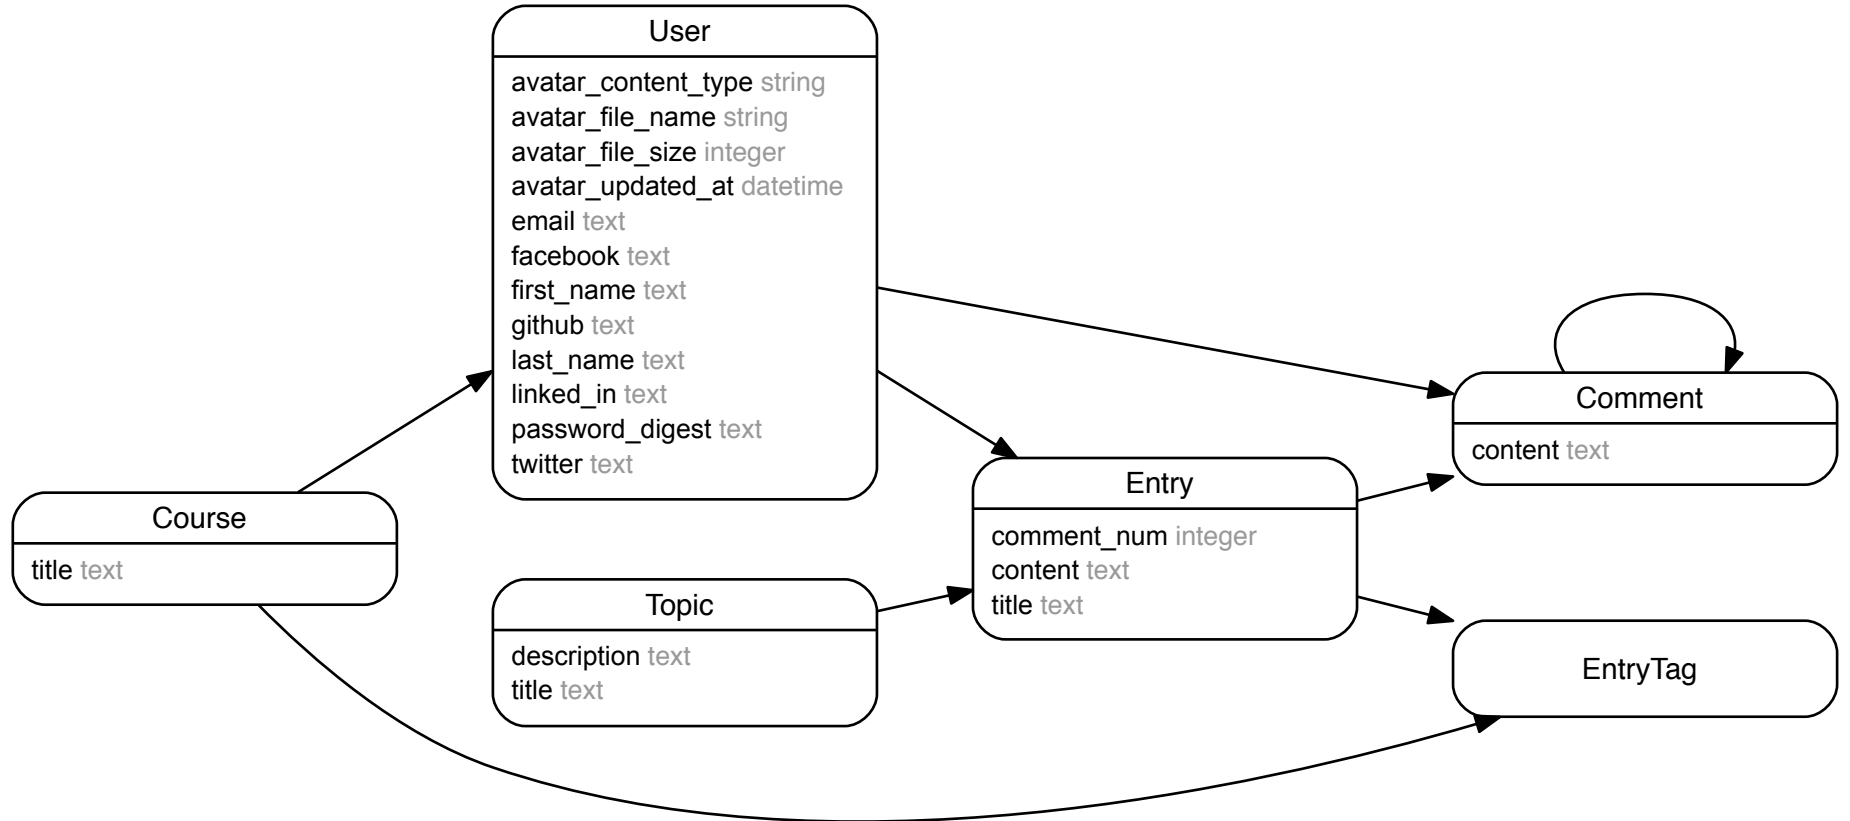 User
avatar_content_type string
avatar_file_name string
avatar_file_size integer
avatar_updated_at datetime
email text
facebook text
first_name text
github text
last_name text
linked_in text
password_digest text
twitter text
Course
title text
Topic
description text
title text
Entry
comment_num integer
content text
title text
Comment
content text
EntryTag